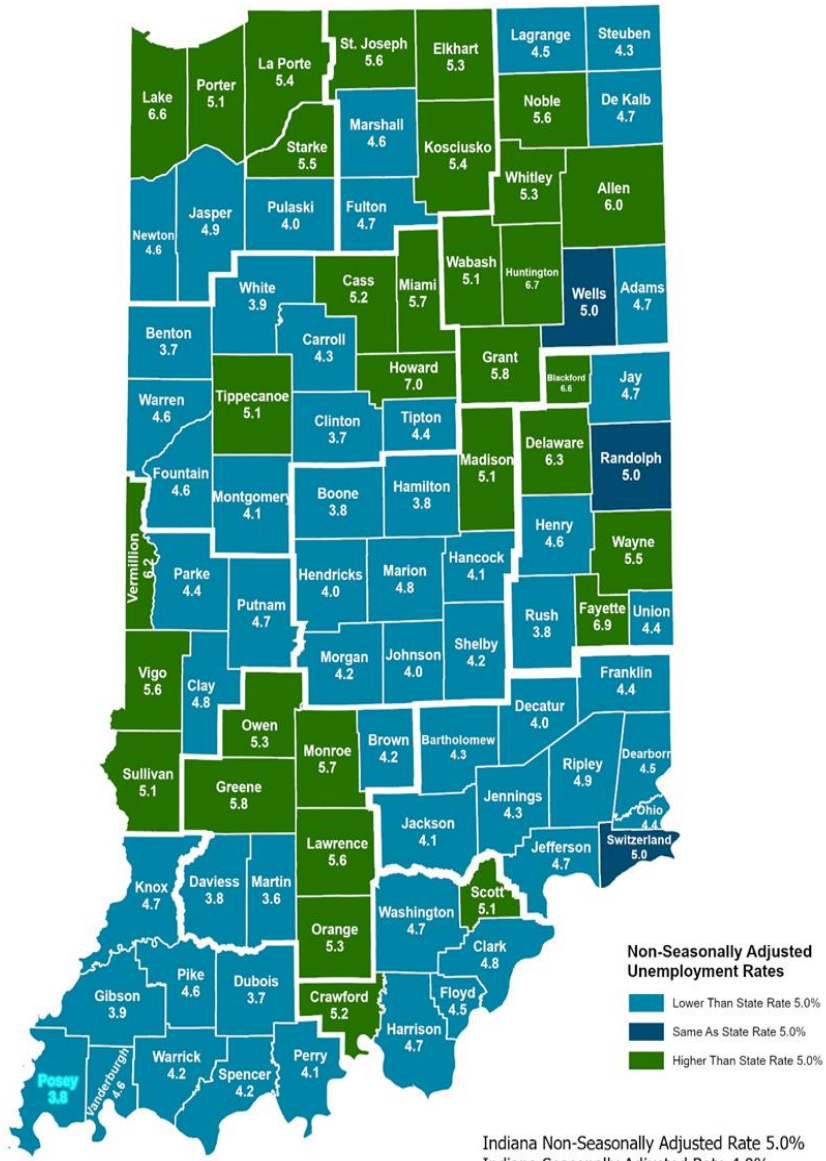 Lagrange
4.5
Steuben
4.3
St. Joseph
5.6
Elkhart
5.3
La Porte
5.4
Porter
5.1
Lake
6.6
Noble
5.6
De Kalb
4.7
Marshall
4.6
Starke
5.5
Kosciusko
5.4
Whitley
5.3
Allen
6.0
Newton
4.6
Jasper
4.9
Pulaski
4.0
Fulton
4.7
White
3.9
Cass
5.2
Miami
5.7
Wabash
5.1
Huntington
6.7
Wells
5.0
Adams
4.7
Benton
3.7
Carroll
4.3
Howard
7.0
Grant
5.8
Blackford
6.6
Jay
4.7
Warren
4.6
Tippecanoe
5.1
Clinton
3.7
Tipton
4.4
Madison
5.1
Delaware
6.3
Randolph
5.0
Fountain
4.6
Montgomery
4.1
Boone
3.8
Hamilton
3.8
Henry
4.6
Wayne
5.5
Vermillion
6.2
Parke
4.4
Putnam
4.7
Hendricks
4.0
Marion
4.8
Hancock
4.1
Rush
3.8
Fayette
6.9
Union
4.4
Vigo
5.6
Clay
4.8
Morgan
4.2
Johnson
4.0
Shelby
4.2
Franklin
4.4
Decatur
4.0
Owen
5.3
Monroe
5.7
Brown
4.2
Bartholomew
4.3
Ripley
4.9
Dearborn
4.5
Sullivan
5.1
Greene
5.8
Jennings
4.3
Ohio
4.4
Jackson
4.1
Lawrence
5.6
Jefferson
4.7
Switzerland
5.0
Knox
4.7
Daviess
3.8
Martin
3.6
Scott
5.1
Washington
4.7
Orange
5.3
Clark
4.8
Pike
4.6
Dubois
3.7
Gibson
3.9
Crawford
5.2
Floyd
4.5
Harrison
4.7
Posey
3.8
Vanderburgh
4.6
Warrick
4.2
Spencer
4.2
Perry
4.1
Non-Seasonally Adjusted
Unemployment Rates
Lower Than State Rate 5.0%
Same As State Rate 5.0%
Higher Than State Rate 5.0%
Indiana Non-Seasonally Adjusted Rate 5.0%